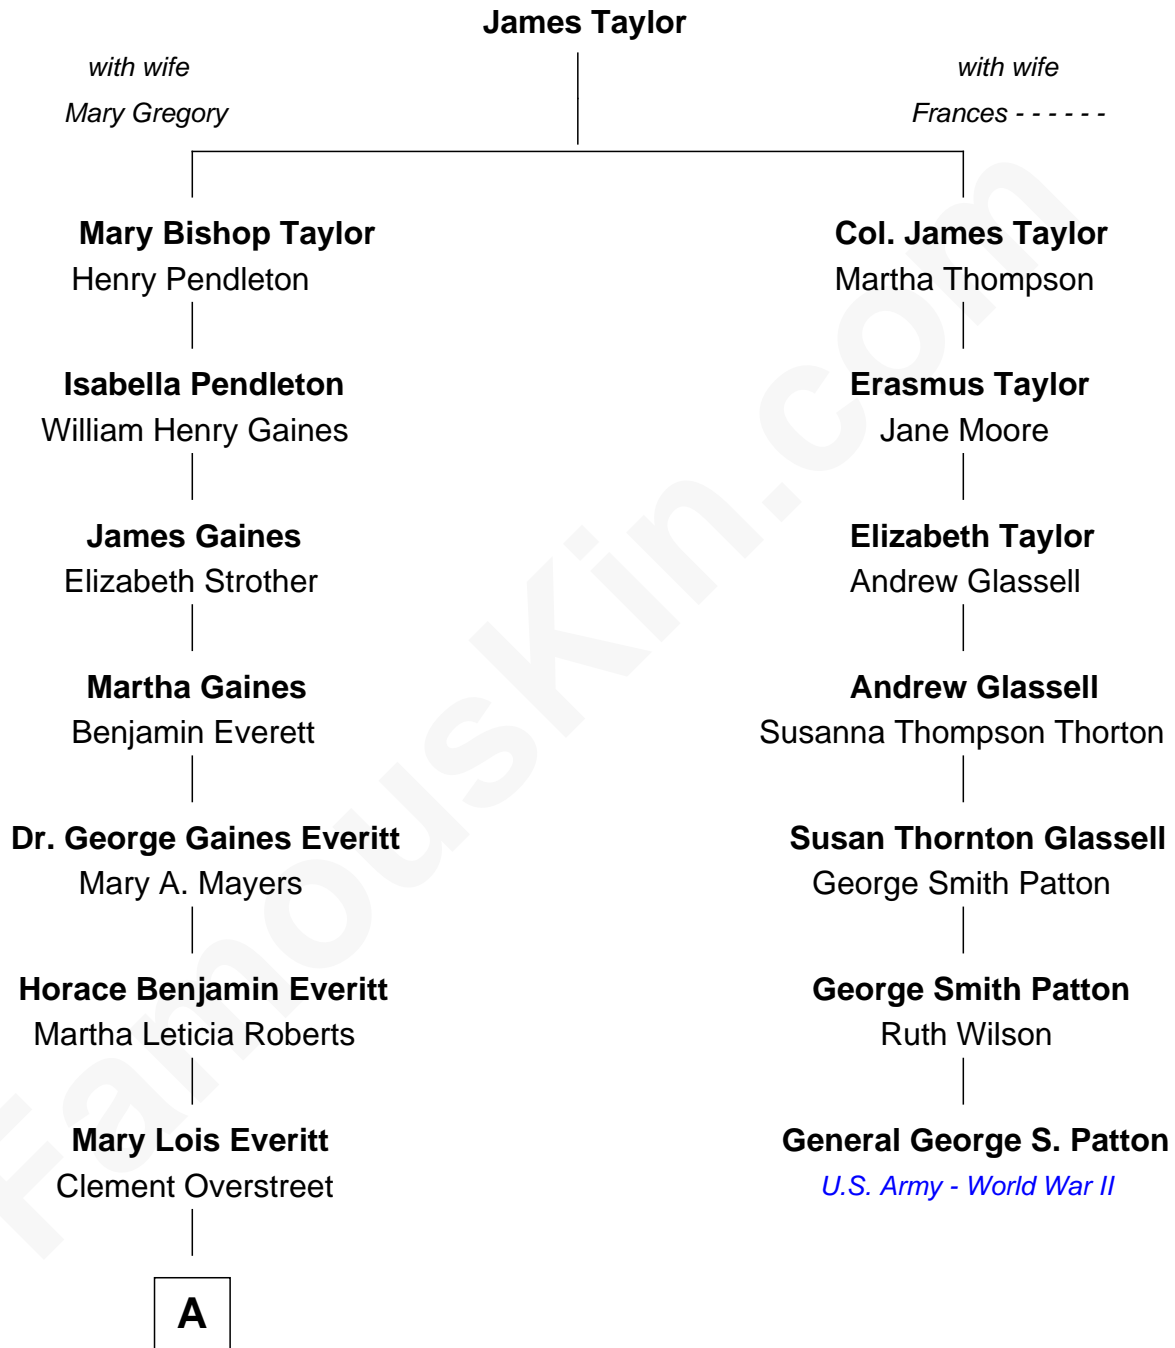 James Taylor
with wife
Mary Gregory
with wife
Frances - - - - - -
Mary Bishop Taylor
Henry Pendleton
Col. James Taylor
Martha Thompson
Isabella Pendleton
William Henry Gaines
Erasmus Taylor
Jane Moore
James Gaines
Elizabeth Strother
Elizabeth Taylor
Andrew Glassell
Martha Gaines
Benjamin Everett
Andrew Glassell
Susanna Thompson Thorton
Dr. George Gaines Everitt
Mary A. Mayers
Susan Thornton Glassell
George Smith Patton
Horace Benjamin Everitt
Martha Leticia Roberts
George Smith Patton
Ruth Wilson
Mary Lois Everitt
Clement Overstreet
General George S. Patton
U.S. Army - World War II
A
FamousKin.com